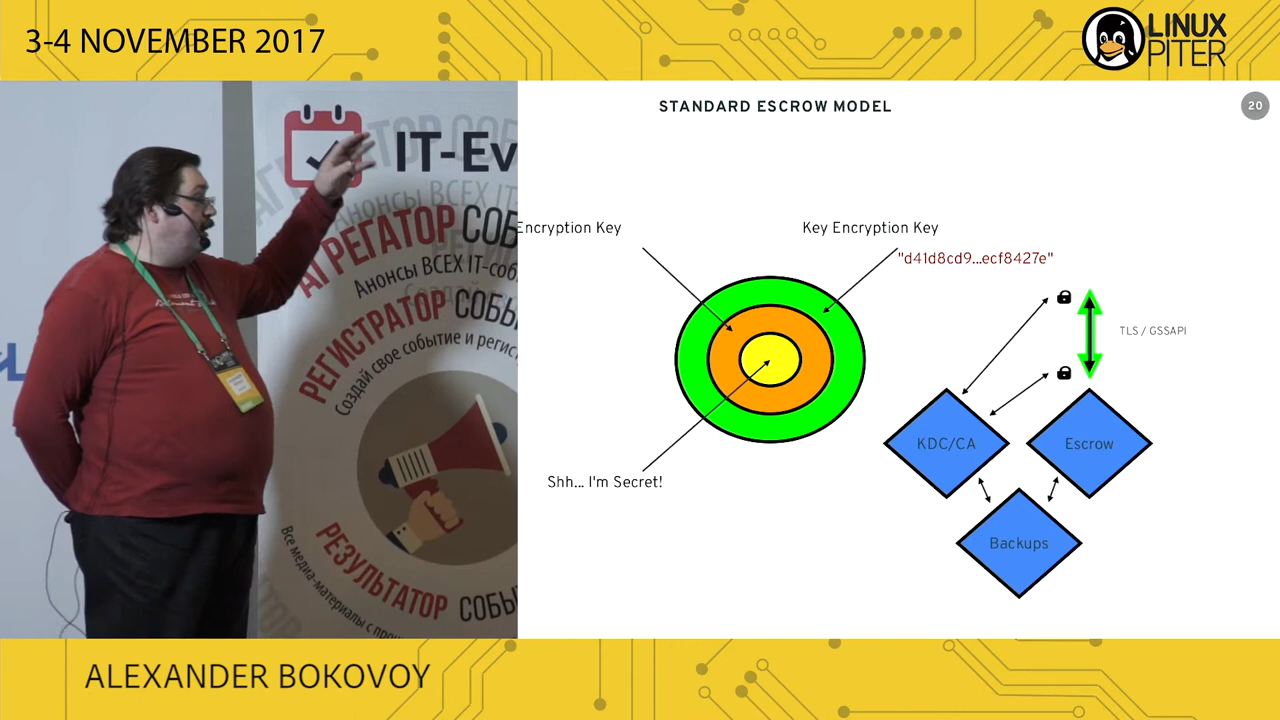 3-4 NOVEMBER 2017
LINUX
PITER
STANDARD ESCROW MODEL
20
IT-Ev
АГРЕГАТОР СОБ
Анонсы ВСЕХ IT-соб
РЕГИСТРАТОР СОБЫ
Создай свое событие и регис
РЕЗУЛЬТАТОР СОБЫ
Все медиа-материалы с про
Encryption Key
Key Encryption Key
"d41d8cd9...ecf8427e"
TLS / GSSAPI
KDC/CA
Escrow
Shh... I'm Secret!
Backups
ALEXANDER BOKOVOY